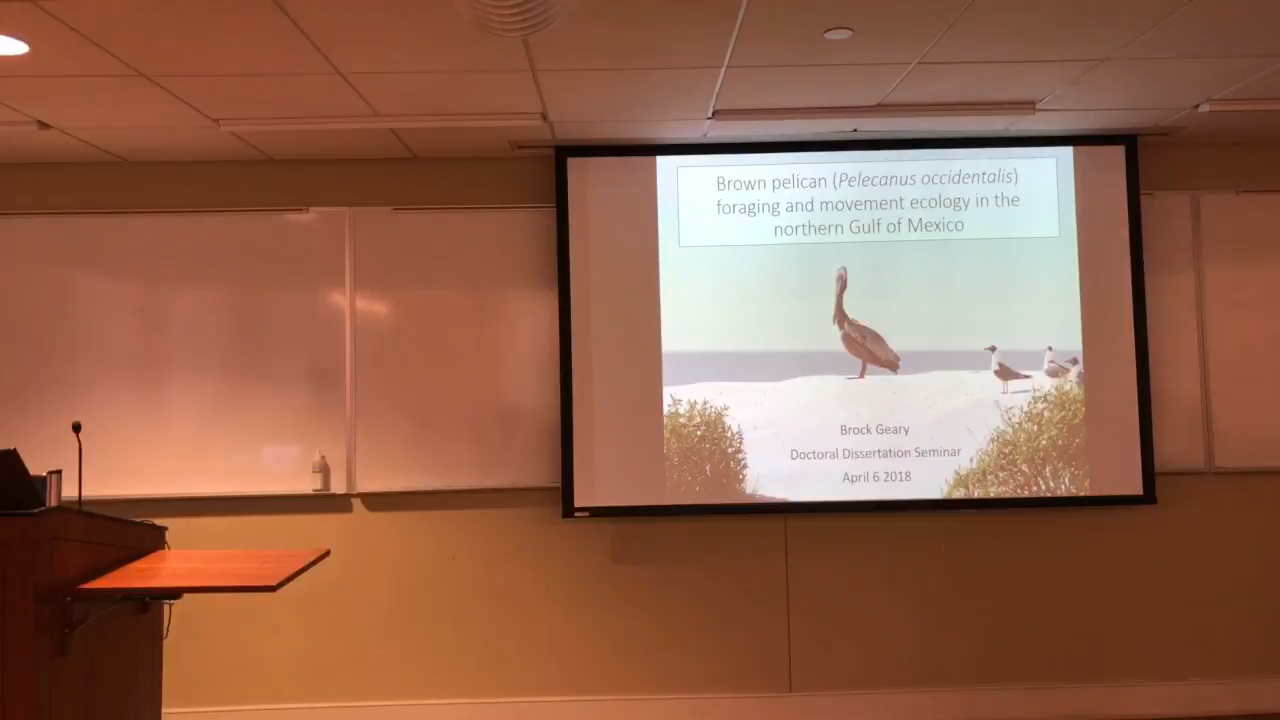 Brown pelican (Pelecanus occidentalis)
foraging and movement ecology in the
northern Gulf of Mexico
Brock Geary
Doctoral Dissertation Seminar
April 6 2018